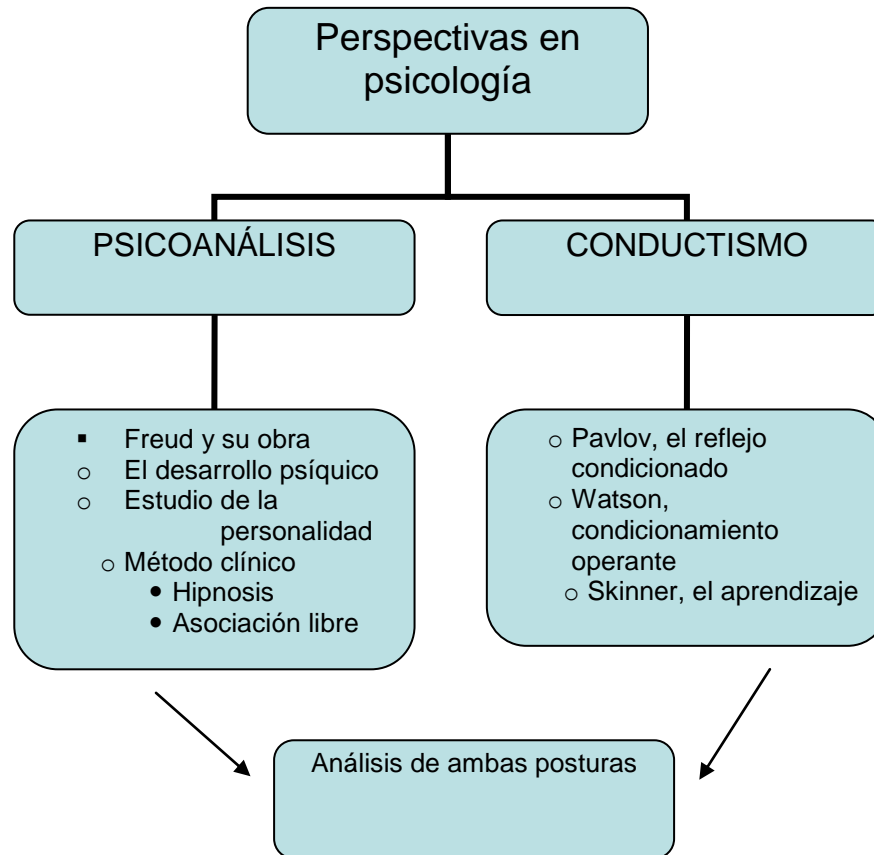 Perspectivas en
psicología
PSICOANÁLISIS
CONDUCTISMO
▪ Freud y su obra
o El desarrollo psíquico
o Estudio de la
personalidad
o Método clínico
• Hipnosis
• Asociación libre
o Pavlov, el reflejo
condicionado
o Watson,
condicionamiento
operante
o Skinner, el aprendizaje
Análisis de ambas posturas